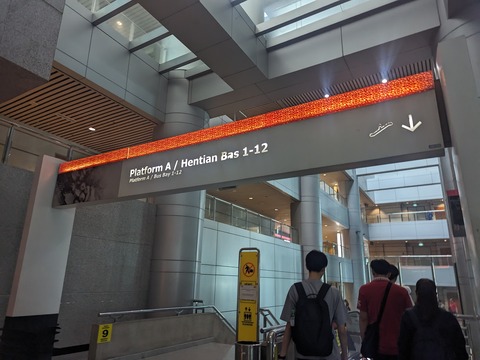 Platform A / Hentian Bas 1-12
Platform A / Bus Bay 1-12
9